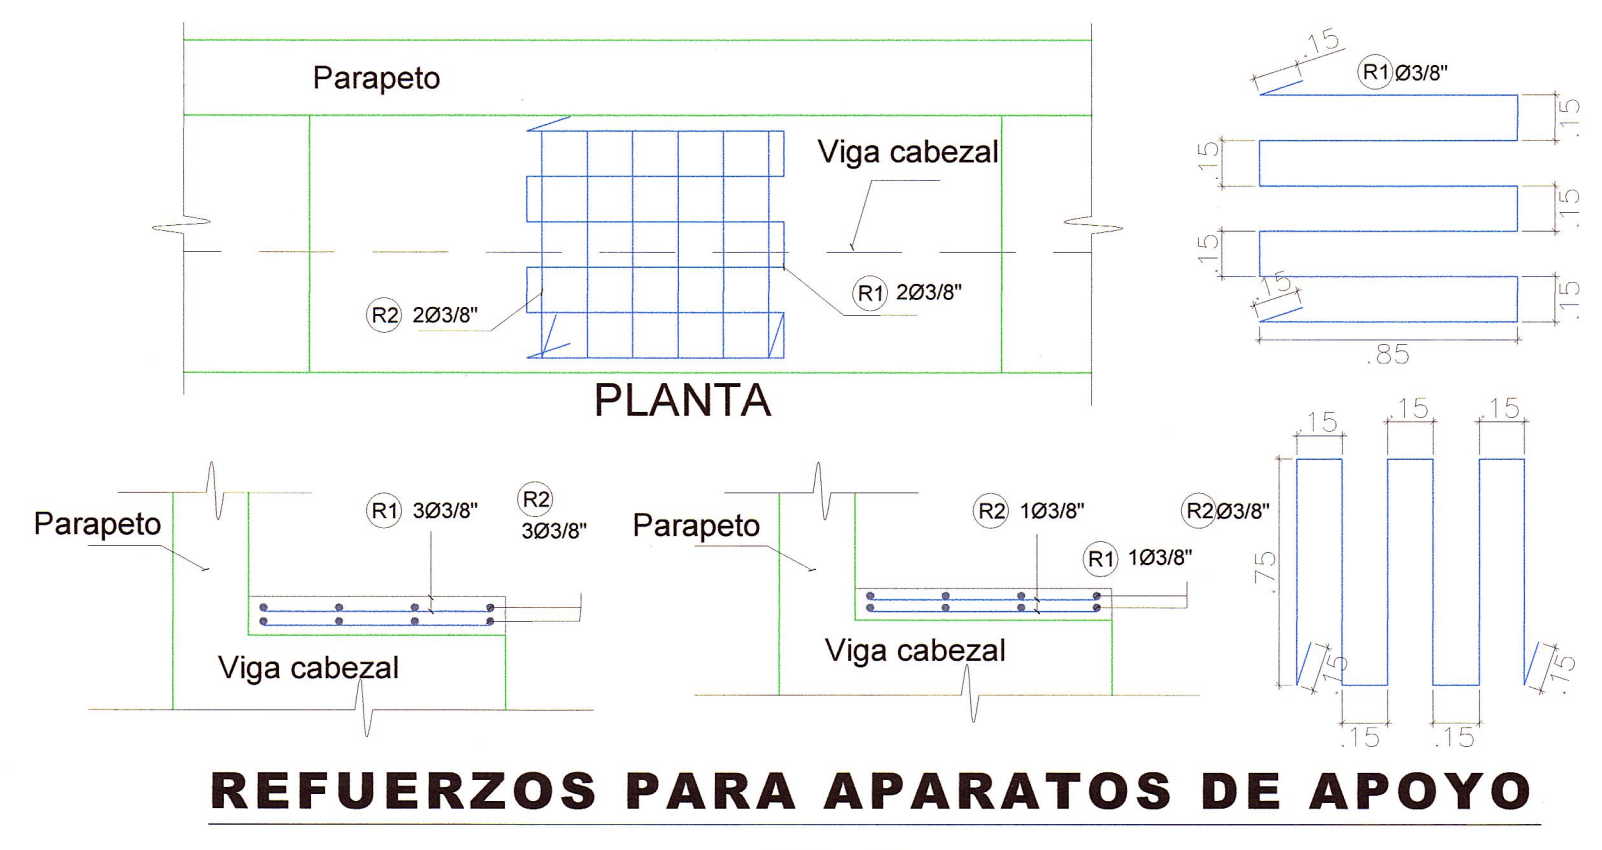 Parapeto
Viga cabezal
R2 2Ø3/8"
R1 2Ø3/8"
PLANTA
.15
R1 Ø3/8"
.15
.15
.15
.15
.15
.15
.85
Parapeto
R1 3Ø3/8"
R2
3Ø3/8"
Viga cabezal
Parapeto
R2 1Ø3/8"
R2 Ø3/8"
R1 1Ø3/8"
Viga cabezal
.15
.15
.15
.75
.15
.15
.15
.15
REFUERZOS PARA APARATOS DE APOYO